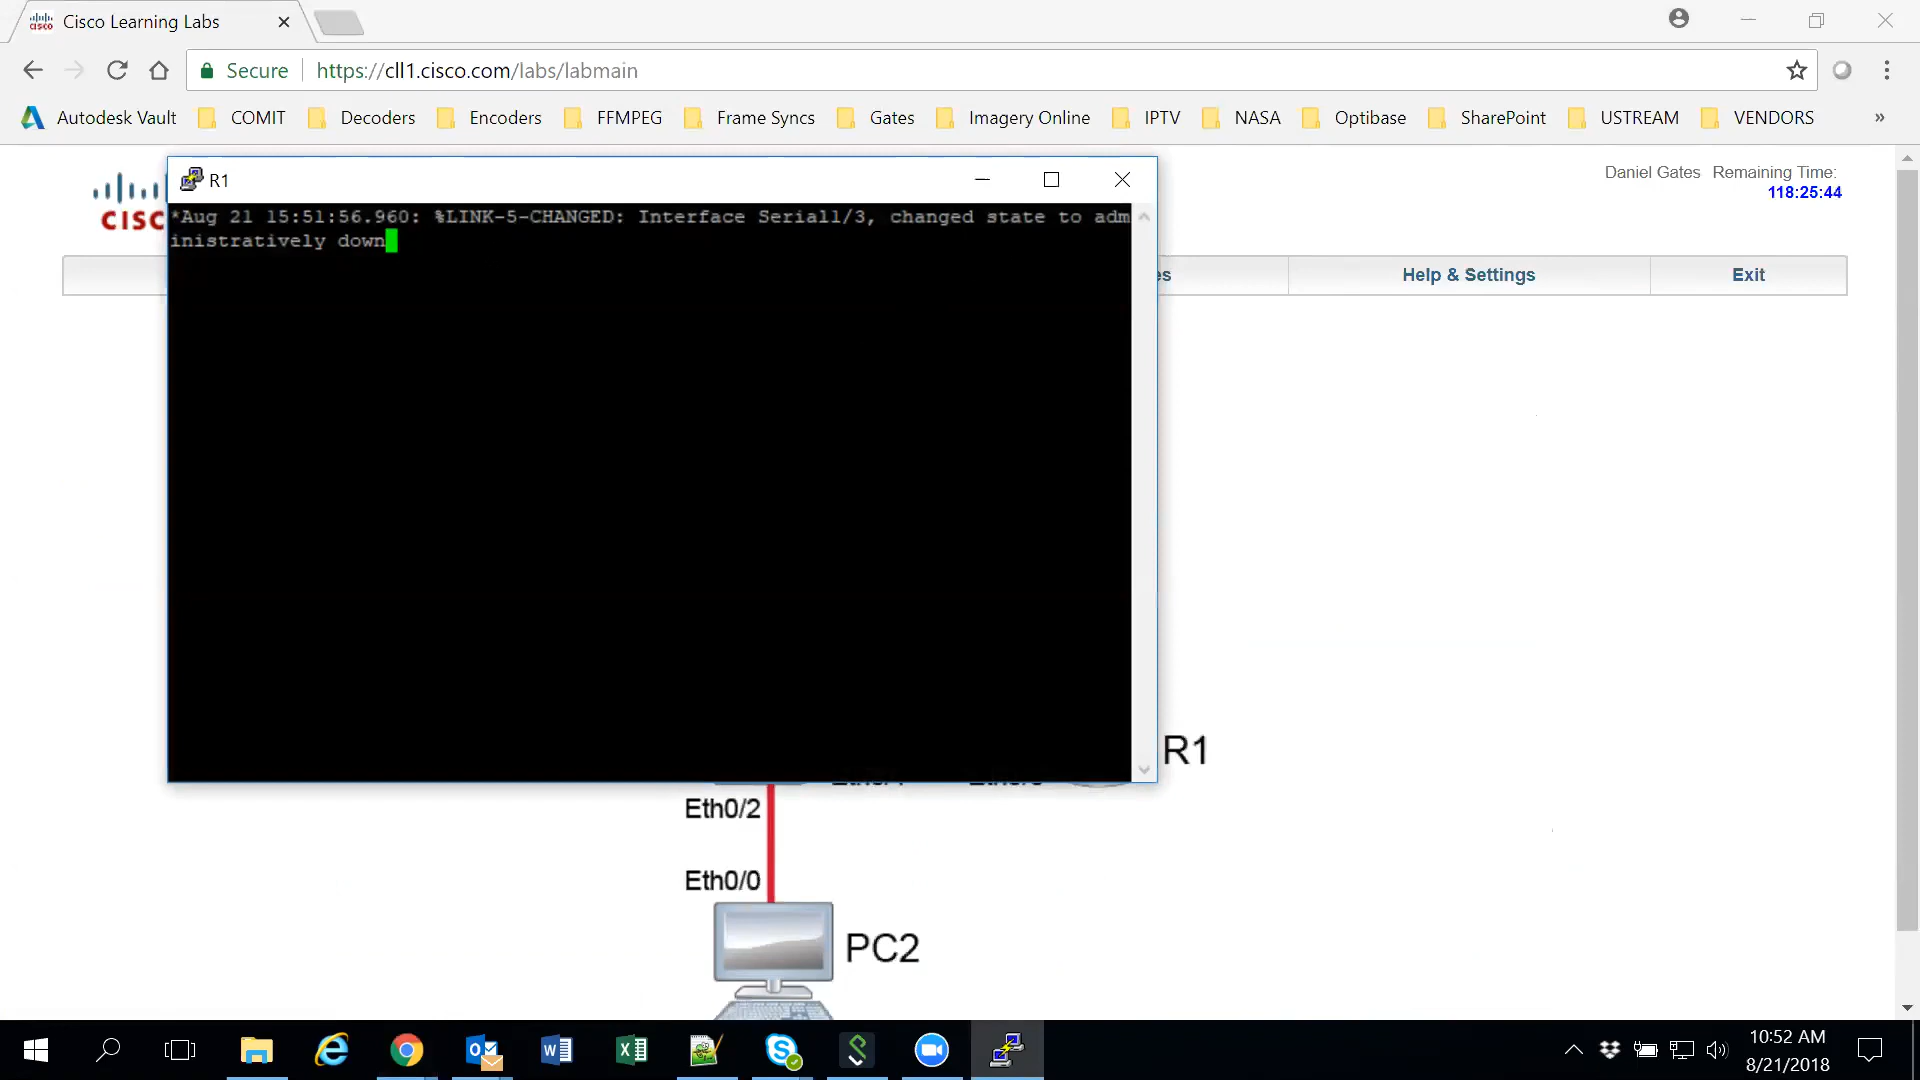 Cisco Learning Labs
Secure
https://cll1.cisco.com/labs/labmain
Autodesk Vault
COMIT
Decoders
Encoders
FFMPEG
Frame Syncs
Gates
Imagery Online
IPTV
NASA
Optibase
SharePoint
USTREAM
VENDORS
»
R1
Daniel Gates Remaining Time:
118:25:44
CISC
*Aug 21 15:51:56.960: %LINK-5-CHANGED: Interface Serial1/3, changed state to adm
inistratively down
es
Help & Settings
Exit
R1
Eth0/2
Eth0/0
PC2
10:52 AM
8/21/2018